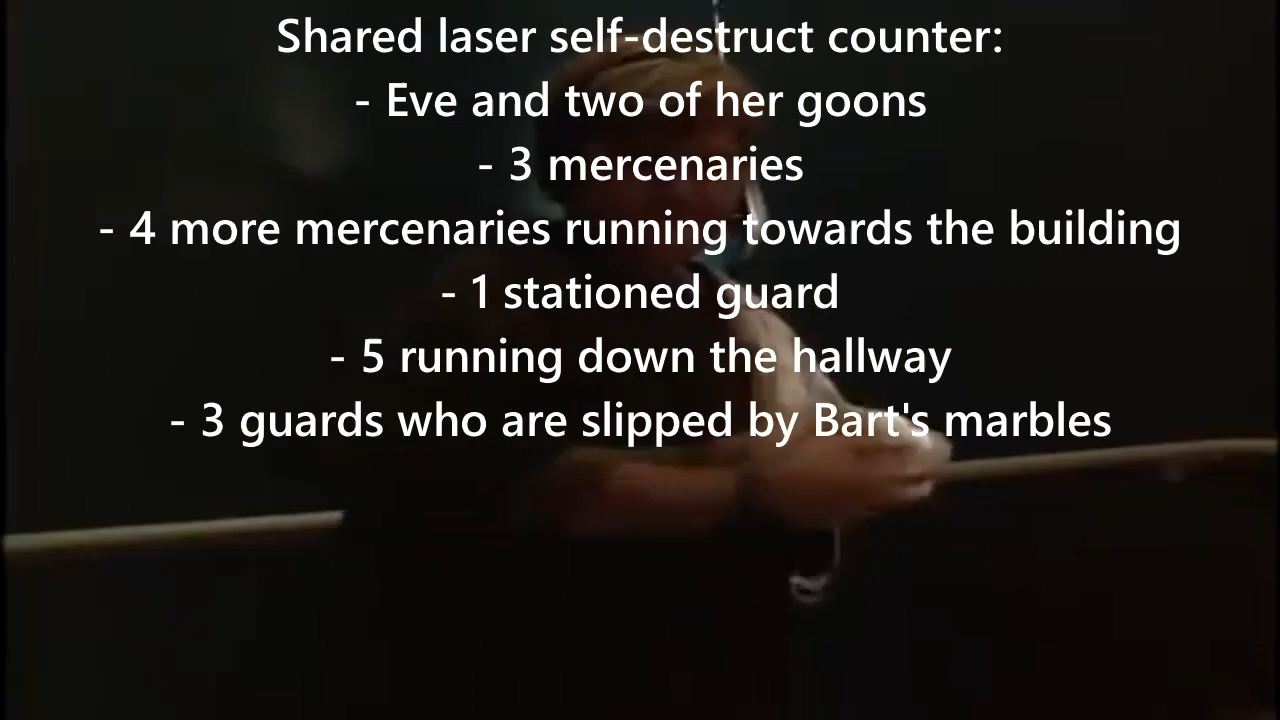 Shared laser self-destruct counter:
- Eve and two of her goons
- 3 mercenaries
- 4 more mercenaries running towards the building
- 1 stationed guard
- 5 running down the hallway
- 3 guards who are slipped by Bart's marbles